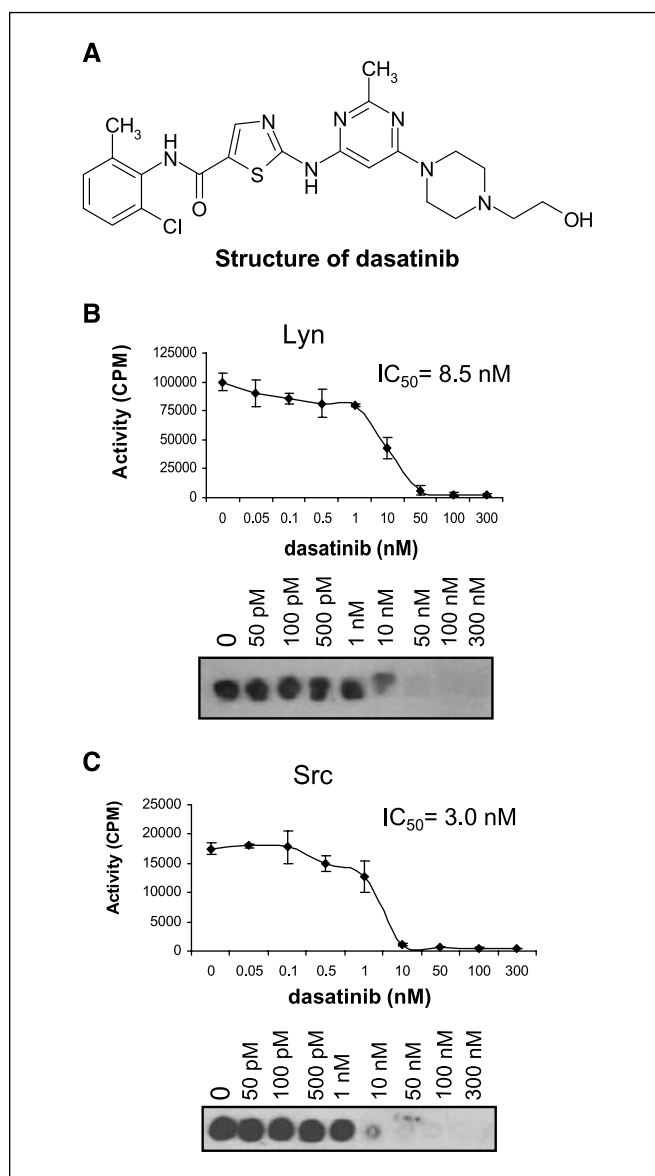 A
CH3
CH3
H
N
N
N
N
S
N
H
N
O
Cl
N
OH
Structure of dasatinib
B
Lyn
IC50= 8.5 nM
Activity (CPM)
125000
100000
75000
50000
25000
0
0 0.05 0.1 0.5 1 10 50 100 300
dasatinib (nM)
0 50 pM 100 pM 500 pM 1 nM 10 nM 50 nM 100 nM 300 nM
C
Src
IC50= 3.0 nM
Activity (CPM)
25000
20000
15000
10000
5000
0
0 0.05 0.1 0.5 1 10 50 100 300
dasatinib (nM)
0 50 pM 100 pM 500 pM 1 nM 10 nM 50 nM 100 nM 300 nM